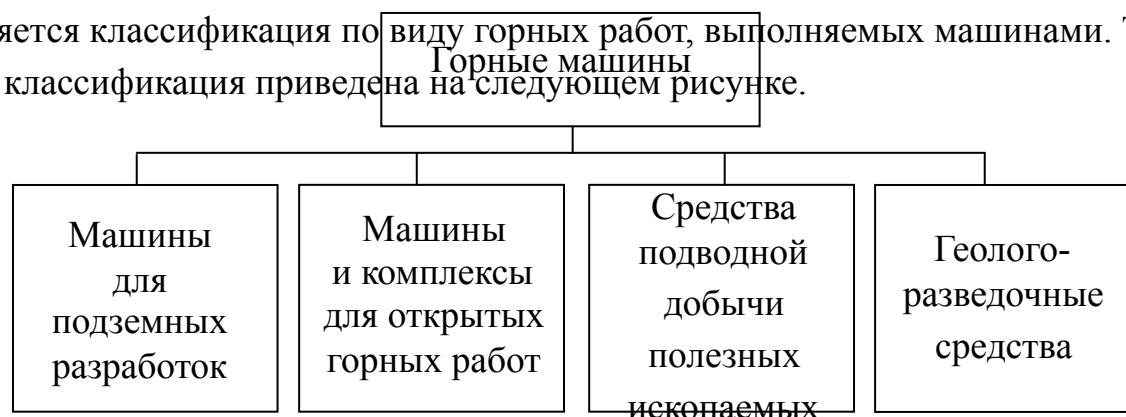 яется классификация по виду горных работ, выполняемых машинами. Т
классификация приведена на следующем рисунке.
Горные машины
Машины
для
подземных
разработок
Машины
и комплексы
для открытых
горных работ
Средства
подводной
добычи
полезных
ископаемых
Геолого-
разведочные
средства